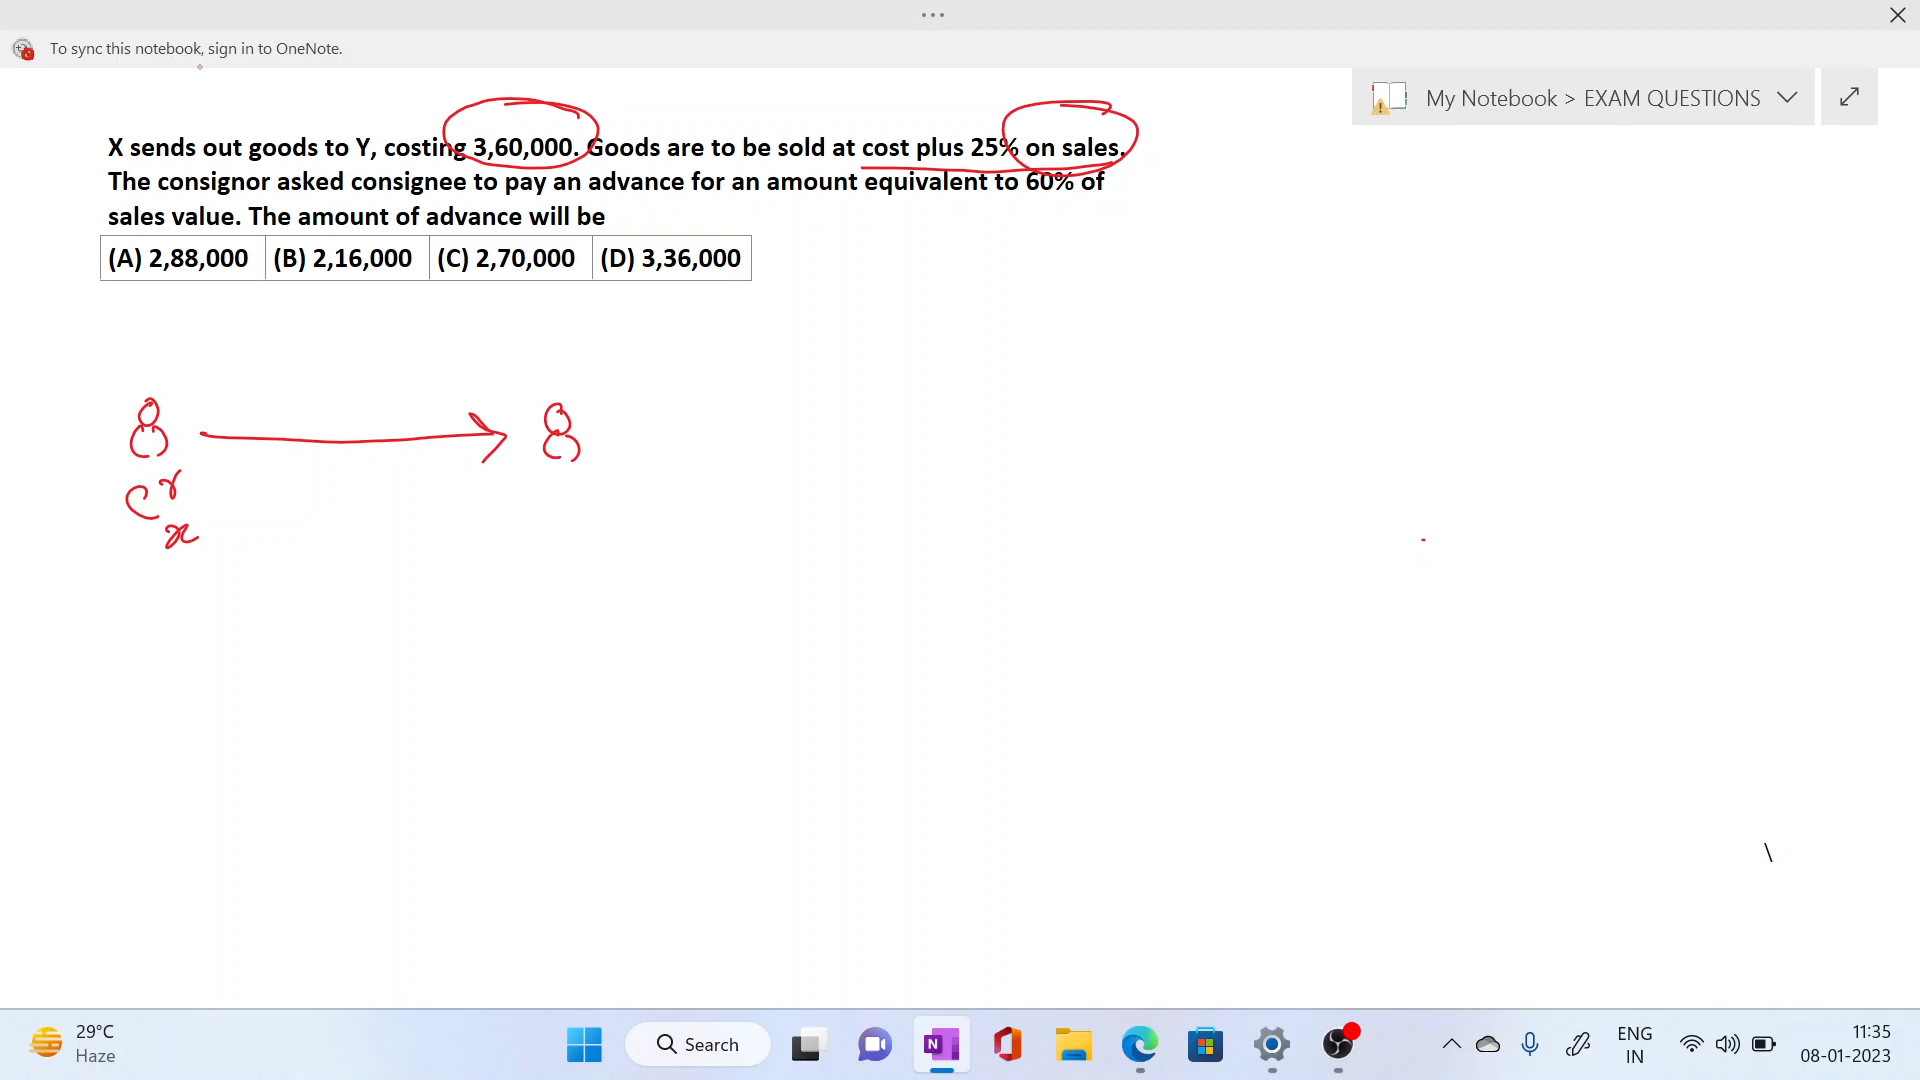 To sync this notebook, sign in to OneNote.
My Notebook > EXAM QUESTIONS
X sends out goods to Y, costing 3,60,000. Goods are to be sold at cost plus 25% on sales.
The consignor asked consignee to pay an advance for an amount equivalent to 60% of
sales value. The amount of advance will be
(A) 2,88,000 (B) 2,16,000 (C) 2,70,000 (D) 3,36,000
Cr
x
\
29°C
Haze
Search
ENG
IN
11:35
08-01-2023